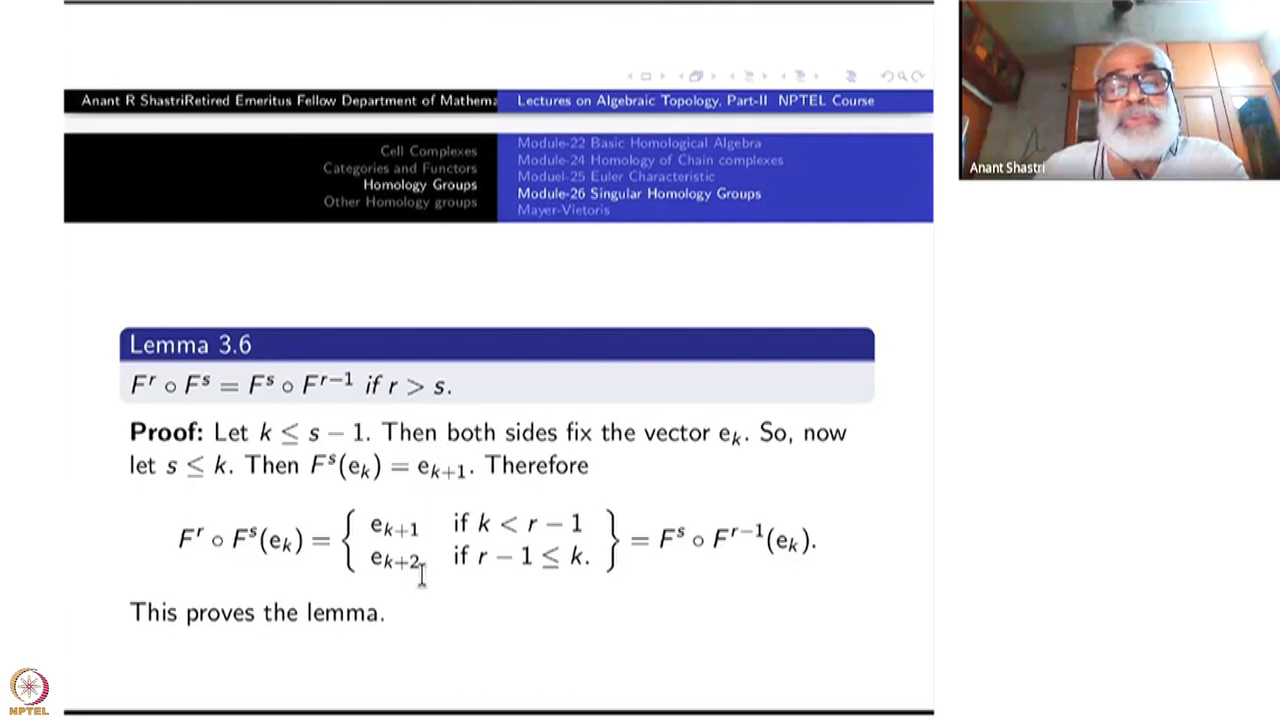 Anant R ShastriRetired Emeritus Fellow Department of Mathema
Lectures on Algebraic Topology, Part-II NPTEL Course
Cell Complexes
Categories and Functors
Homology Groups
Other Homology groups
Module-22 Basic Homological Algebra
Module-24 Homology of Chain complexes
Moduel-25 Euler Characteristic
Module-26 Singular Homology Groups
Mayer-Vietoris
Anant Shastri
Lemma 3.6
F^r ∘ F^s = F^s ∘ F^{r−1} if r > s.
Proof: Let k ≤ s − 1. Then both sides fix the vector e_k. So, now
let s ≤ k. Then F^s(e_k) = e_{k+1}. Therefore
F^r ∘ F^s(e_k) = { e_{k+1} if k < r − 1
e_{k+2} if r − 1 ≤ k. } = F^s ∘ F^{r−1}(e_k).
This proves the lemma.
NPTEL